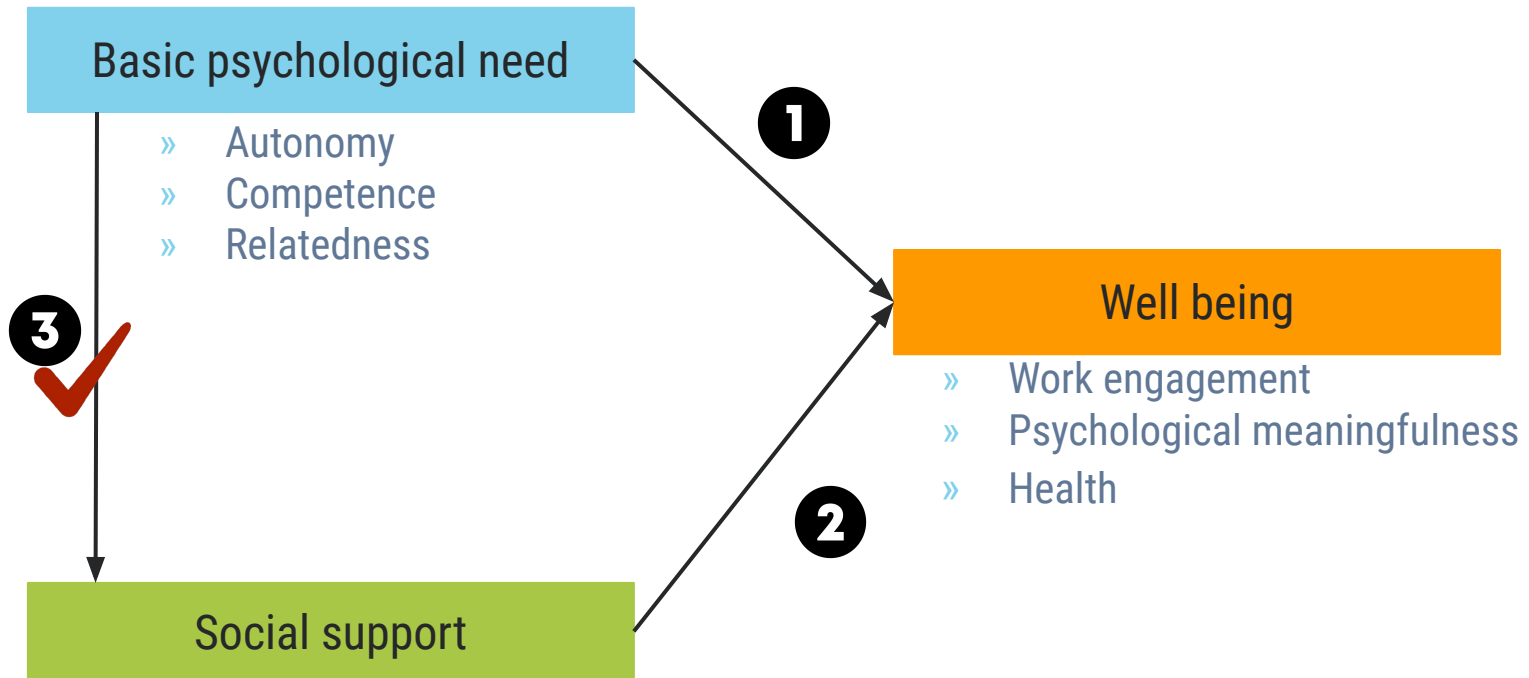 Basic psychological need
1
» Autonomy
» Competence
» Relatedness
Well being
3
» Work engagement
» Psychological meaningfulness
» Health
2
Social support